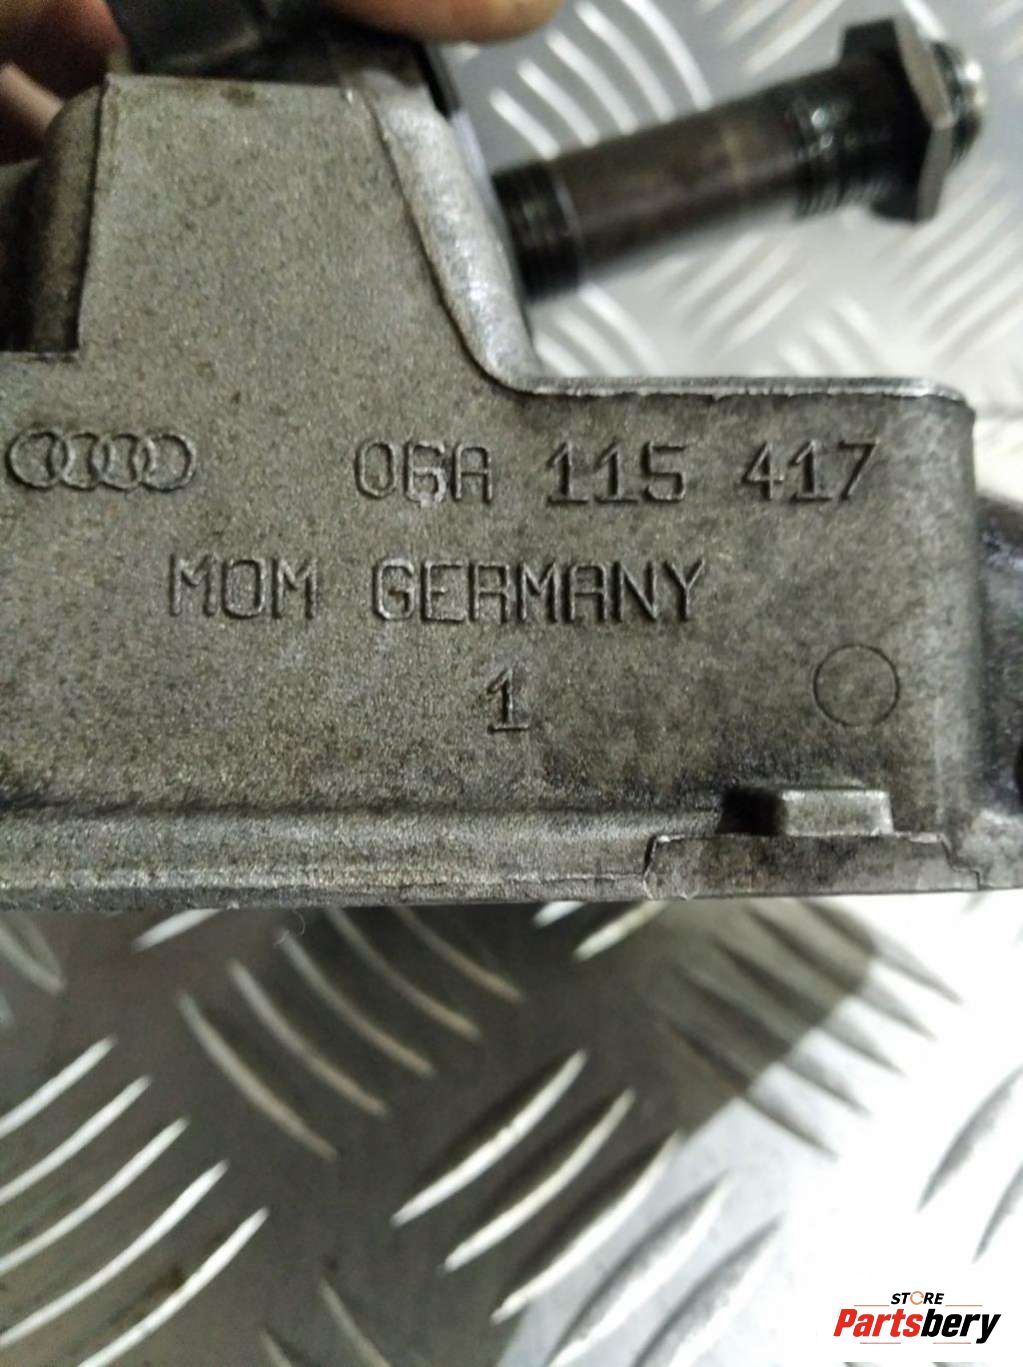 06A 115 417
MOM GERMANY
1
STORE
Partsbery